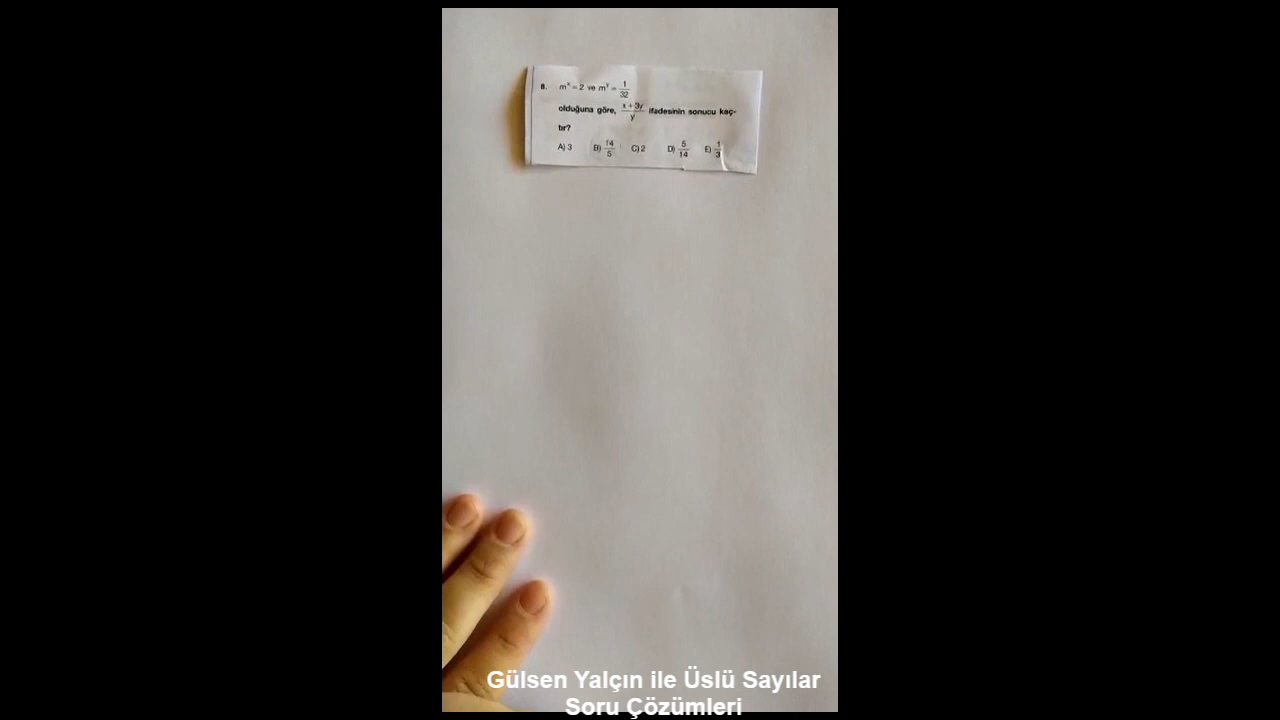 8. mˣ = 2 ve mʸ = 1/32
olduğuna göre, x + 3y / y ifadesinin sonucu kaç-
tır?
A) 3 B) 14/5 C) 2 D) 5/14 E) 1/3
Gülsen Yalçın ile Üslü Sayılar
Soru Çözümleri